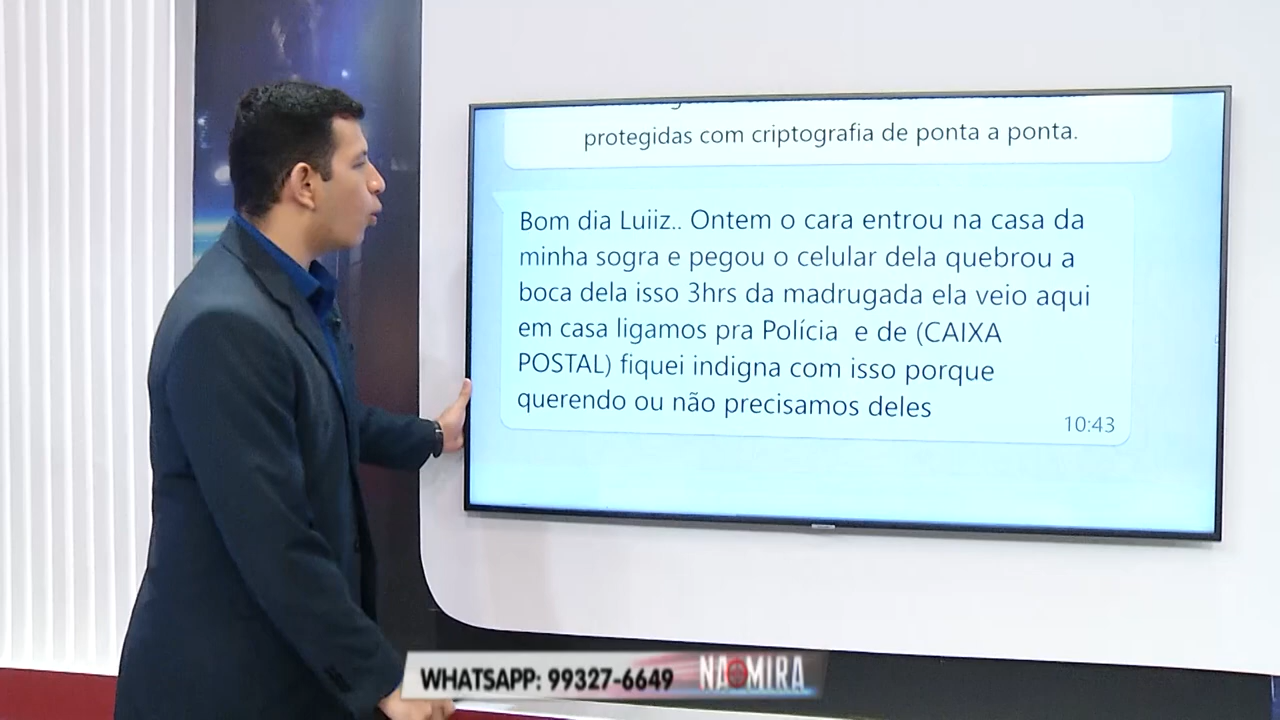 protegidas com criptografia de ponta a ponta.
Bom dia Luiiz.. Ontem o cara entrou na casa da
minha sogra e pegou o celular dela quebrou a
boca dela isso 3hrs da madrugada ela veio aqui
em casa ligamos pra Polícia e de (CAIXA
POSTAL) fiquei indigna com isso porque
querendo ou não precisamos deles
10:43
WHATSAPP: 99327-6649 NA MIRA